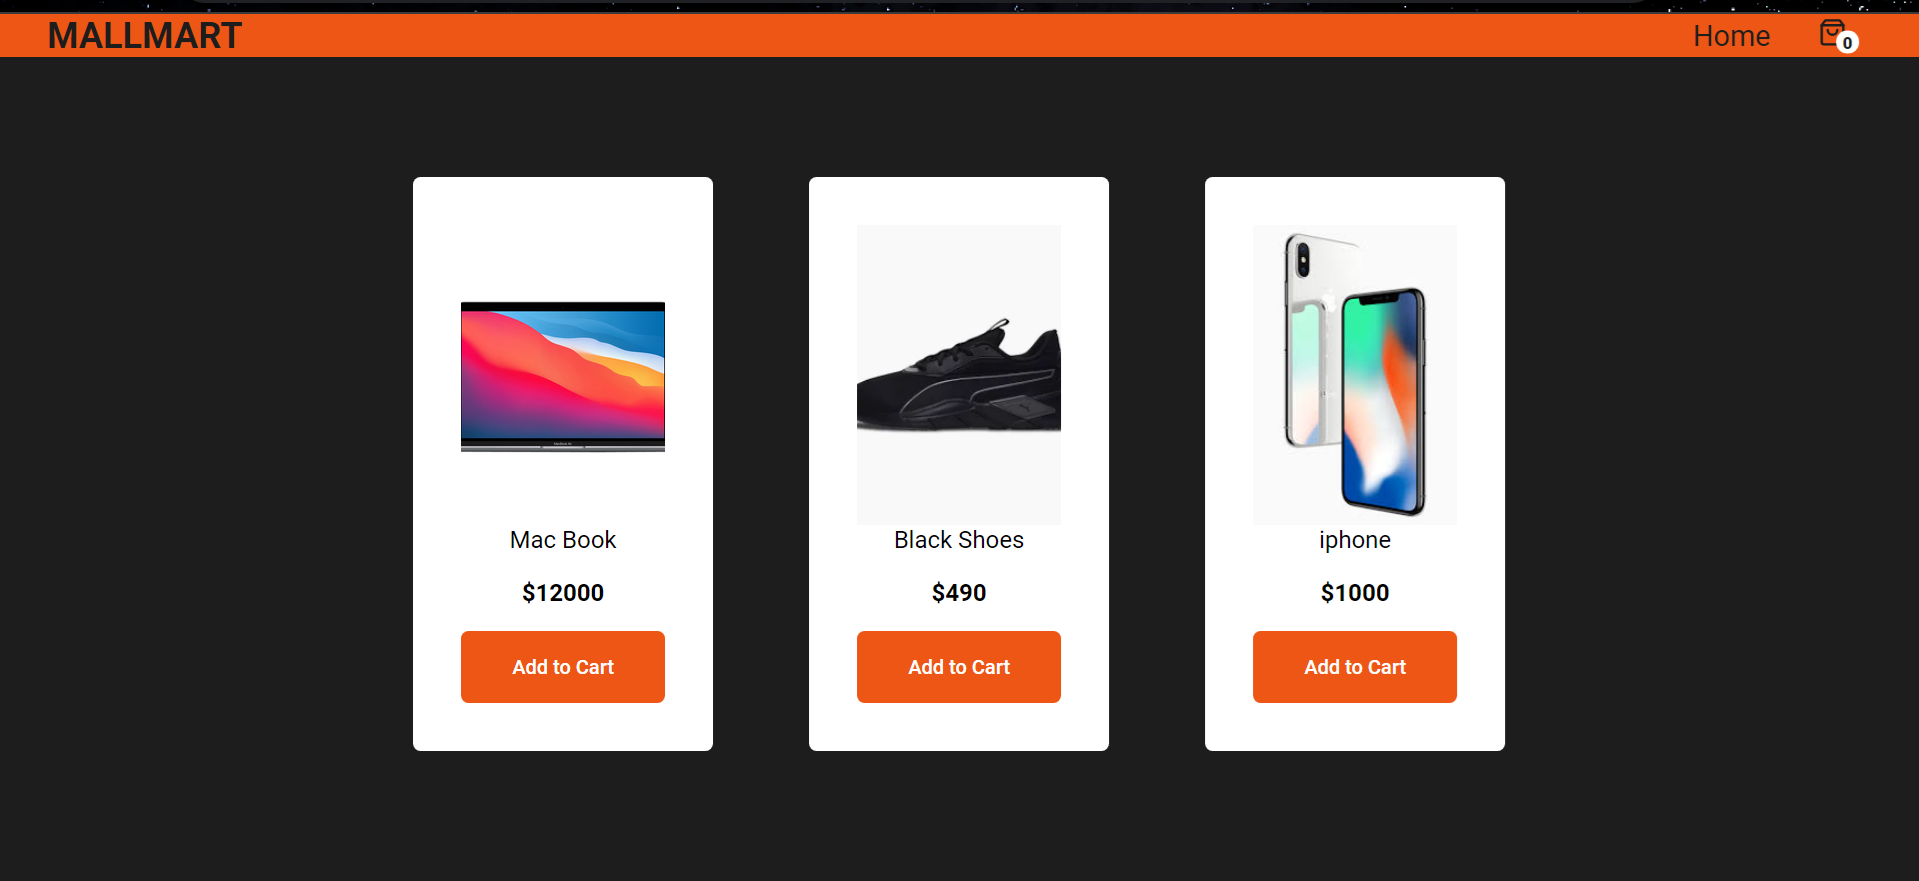 MALLMART
Home
0
Mac Book
$12000
Add to Cart
Black Shoes
$490
Add to Cart
iphone
$1000
Add to Cart